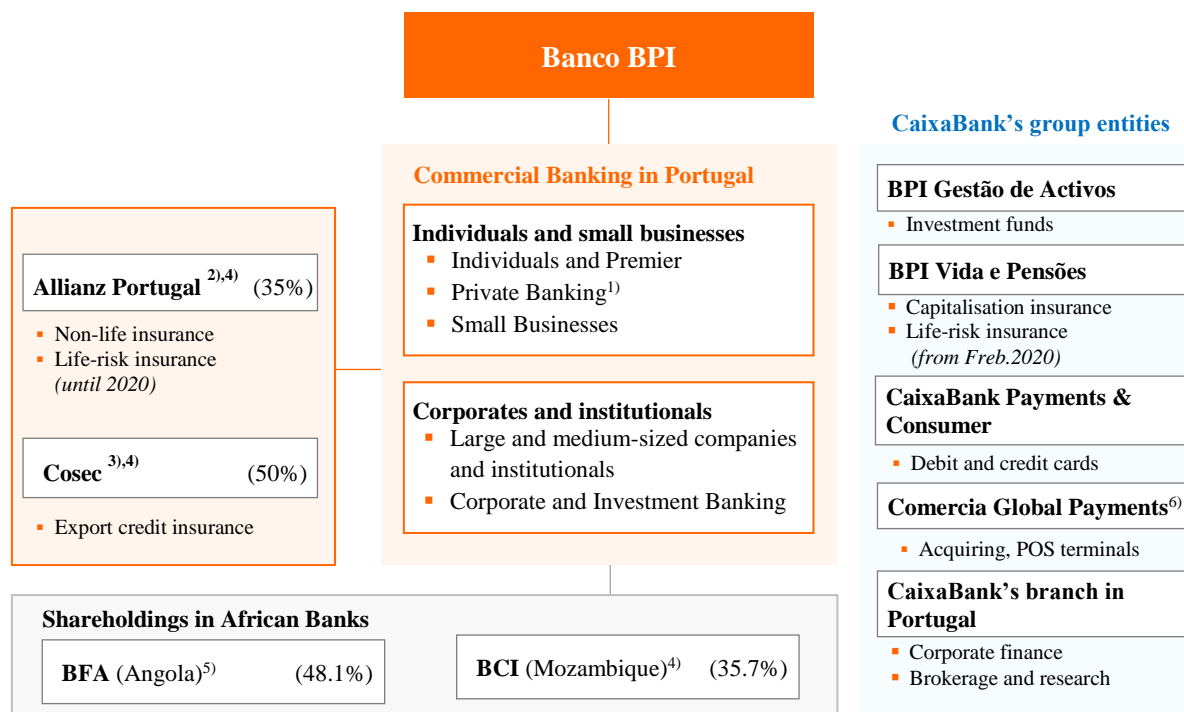 Banco BPI
Commercial Banking in Portugal
Individuals and small businesses
▪ Individuals and Premier
▪ Private Banking1)
▪ Small Businesses
Corporates and institutionals
▪ Large and medium-sized companies
and institutionals
▪ Corporate and Investment Banking
Allianz Portugal 2),4) (35%)
▪ Non-life insurance
▪ Life-risk insurance
(until 2020)
Cosec 3),4) (50%)
▪ Export credit insurance
Shareholdings in African Banks
BFA (Angola)5) (48.1%)
BCI (Mozambique)4) (35.7%)
CaixaBank's group entities
BPI Gestão de Activos
▪ Investment funds
BPI Vida e Pensões
▪ Capitalisation insurance
▪ Life-risk insurance
(from Freb.2020)
CaixaBank Payments &
Consumer
▪ Debit and credit cards
Comercia Global Payments6)
▪ Acquiring, POS terminals
CaixaBank's branch in
Portugal
▪ Corporate finance
▪ Brokerage and research